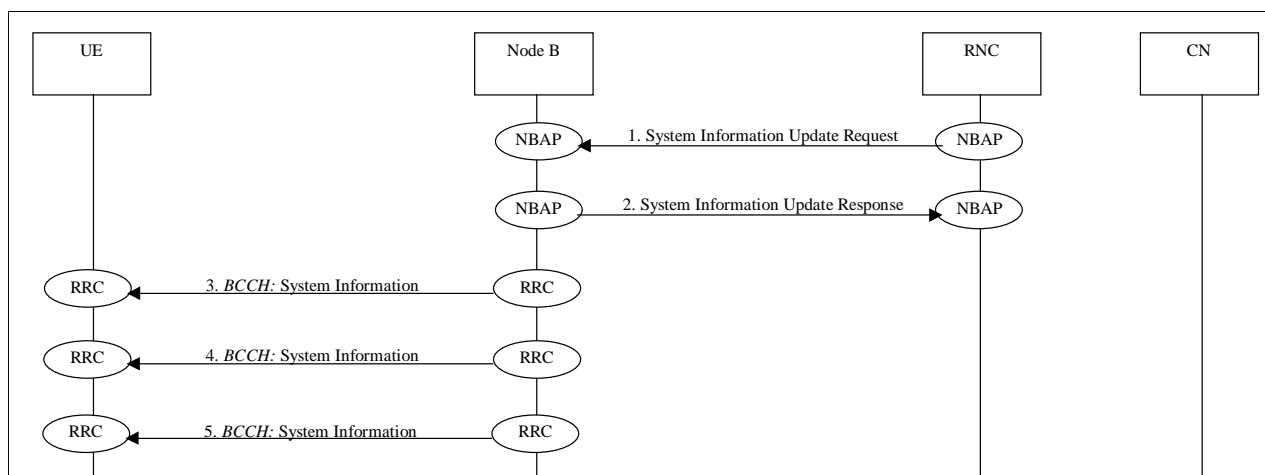 UE Node B RNC CN
NBAP 1. System Information Update Request NBAP
NBAP 2. System Information Update Response NBAP
RRC 3. BCCH: System Information RRC
RRC 4. BCCH: System Information RRC
RRC 5. BCCH: System Information RRC